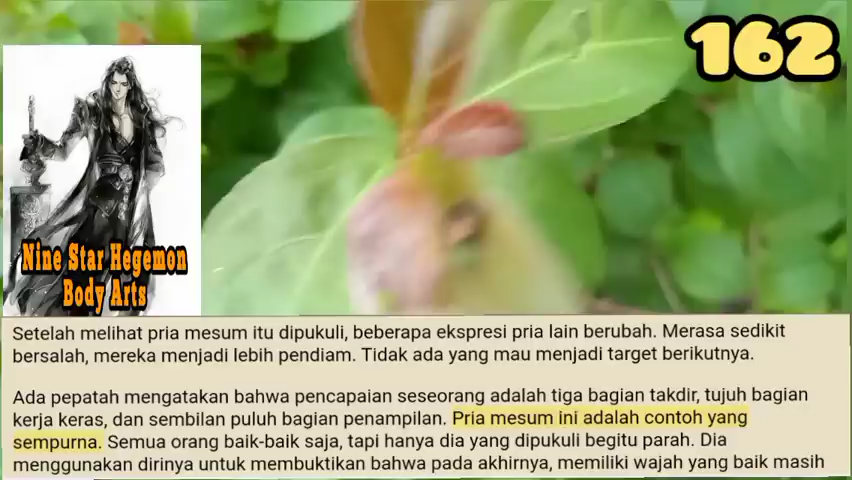 162
Nine Star Hegemon
Body Arts
Setelah melihat pria mesum itu dipukuli, beberapa ekspresi pria lain berubah. Merasa sedikit
bersalah, mereka menjadi lebih pendiam. Tidak ada yang mau menjadi target berikutnya.
Ada pepatah mengatakan bahwa pencapaian seseorang adalah tiga bagian takdir, tujuh bagian
kerja keras, dan sembilan puluh bagian penampilan. Pria mesum ini adalah contoh yang
sempurna. Semua orang baik-baik saja, tapi hanya dia yang dipukuli begitu parah. Dia
menggunakan dirinya untuk membuktikan bahwa pada akhirnya, memiliki wajah yang baik masih